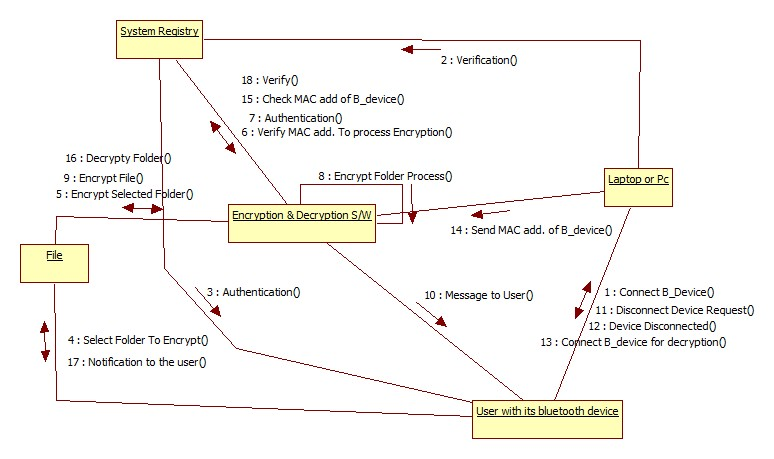 System Registry
2 : Verification()
18 : Verify()
15 : Check MAC add of B_device()
7 : Authentication()
6 : Verify MAC add. To process Encryption()
16 : Decrypty Folder()
9 : Encrypt File()
5 : Encrypt Selected Folder()
8 : Encrypt Folder Process()
Laptop or Pc
Encryption & Decryption S/W
14 : Send MAC add. of B_device()
File
3 : Authentication()
10 : Message to User()
1 : Connect B_Device()
11 : Disconnect Device Request()
12 : Device Disconnected()
13 : Connect B_device for decryption()
4 : Select Folder To Encrypt()
17 : Notification to the user()
User with its bluetooth device